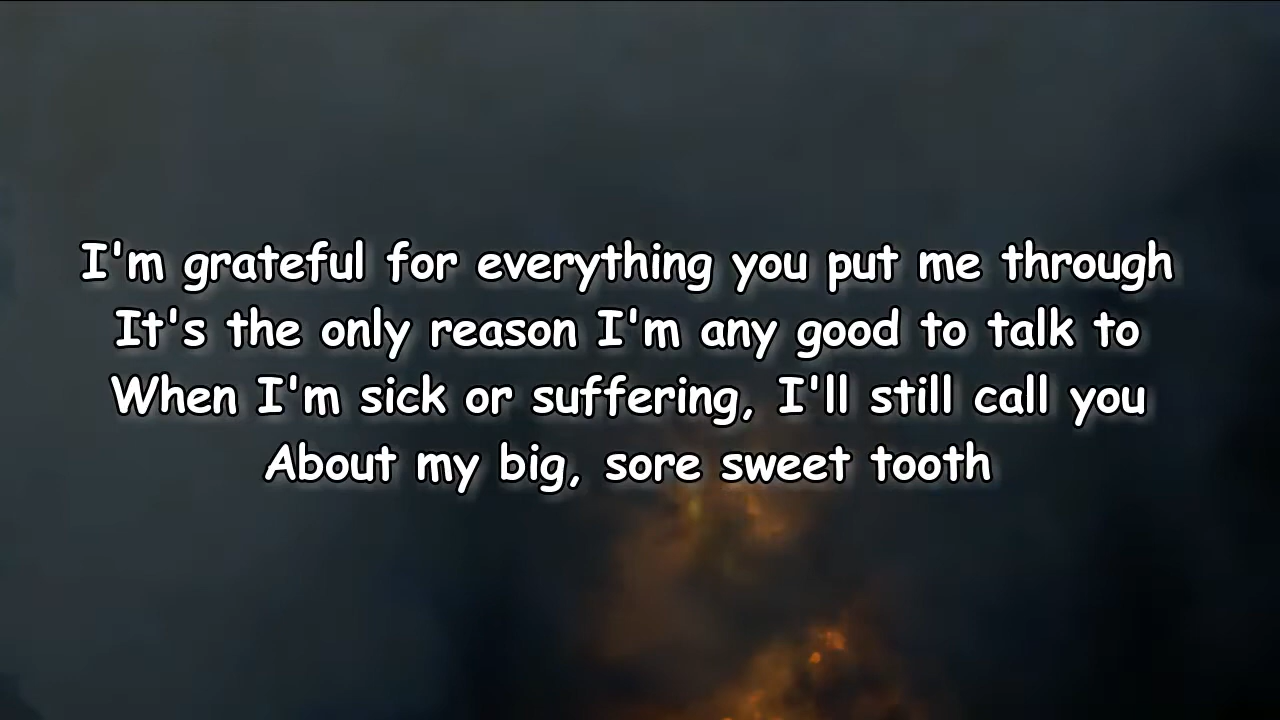 I'm grateful for everything you put me through
It's the only reason I'm any good to talk to
When I'm sick or suffering, I'll still call you
About my big, sore sweet tooth